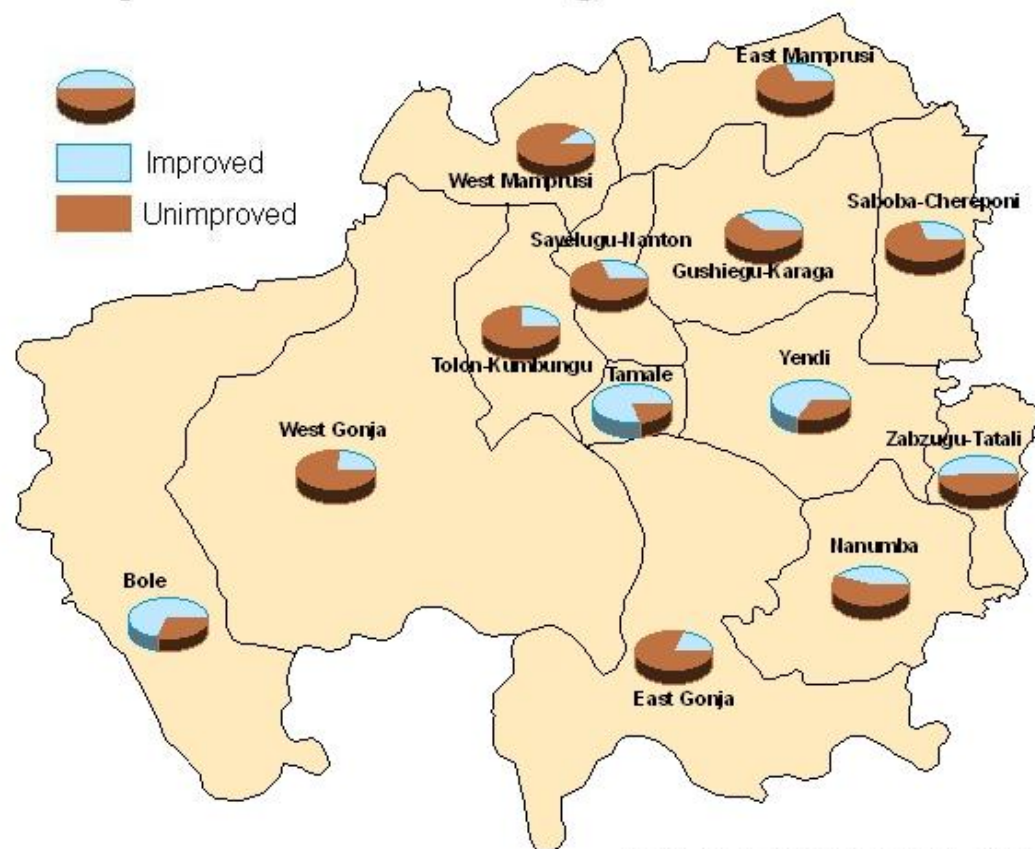 East Mamprusi
Improved
West Mamprusi
Unimproved
Saboba-Chereponi
Savelugu-Nanton
Gushiegu-Karaga
Yendi
Tolon-Kumbungu
Tamale
West Gonja
Zabzugu-Tatali
Nanumba
Bole
East Gonja